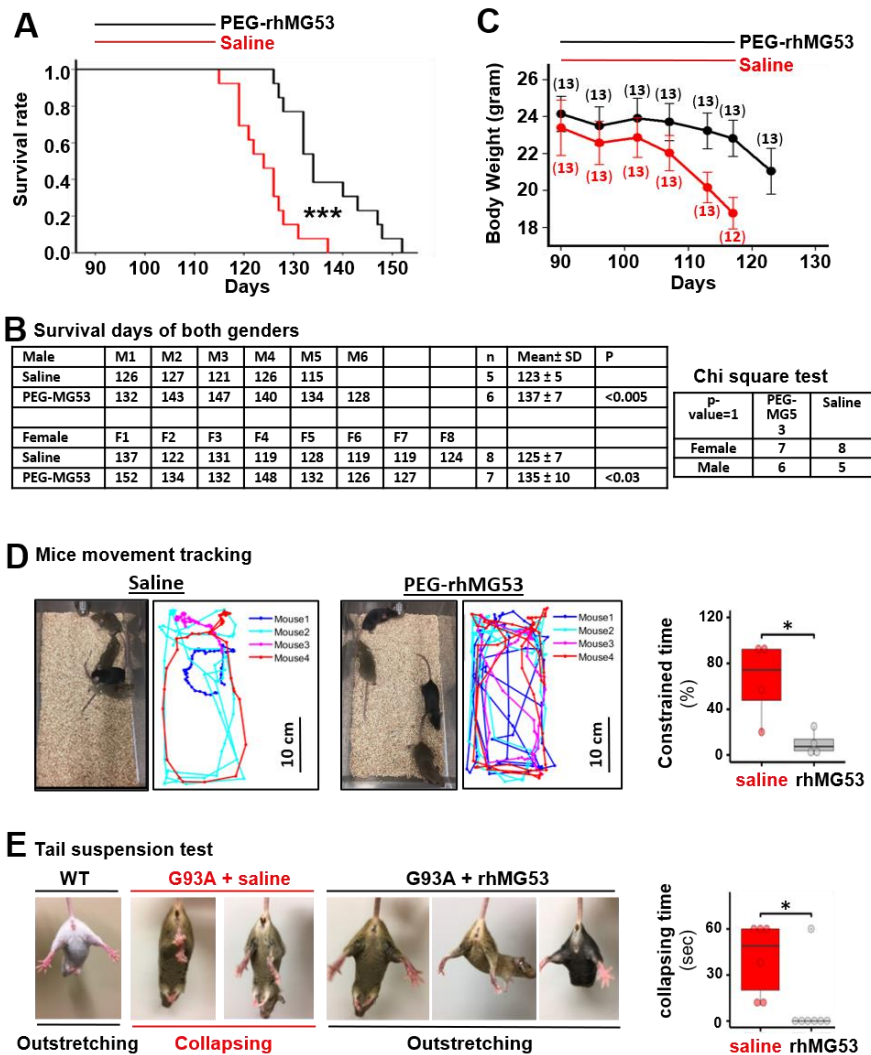 A
PEG-rhMG53
Saline
Survival rate
1.0
0.8
0.6
0.4
0.2
0.0
***
90 100 110 120 130 140 150
Days
C
PEG-rhMG53
Saline
Body Weight (gram)
26
24
22
20
18
(13) (13) (13) (13) (13) (13) (13)
(13) (13) (13) (13) (13) (12)
90 100 110 120 130
Days
B Survival days of both genders
Male M1 M2 M3 M4 M5 M6 n Mean± SD P
Saline 126 127 121 126 115 5 123 ± 5
PEG-MG53 132 143 147 140 134 128 6 137 ± 7 <0.005
Female F1 F2 F3 F4 F5 F6 F7 F8
Saline 137 122 131 119 128 119 119 124 8 125 ± 7
PEG-MG53 152 134 132 148 132 126 127 7 135 ± 10 <0.03
Chi square test
p-value=1 PEG-MG53 Saline
Female 7 8
Male 6 5
D Mice movement tracking
Saline
Mouse1
Mouse2
Mouse3
Mouse4
10 cm
PEG-rhMG53
Mouse1
Mouse2
Mouse3
Mouse4
10 cm
Constrained time
(%)
120
80
40
0
*
saline rhMG53
E Tail suspension test
WT G93A + saline G93A + rhMG53
Outstretching Collapsing Outstretching
collapsing time
(sec)
60
30
0
*
saline rhMG53